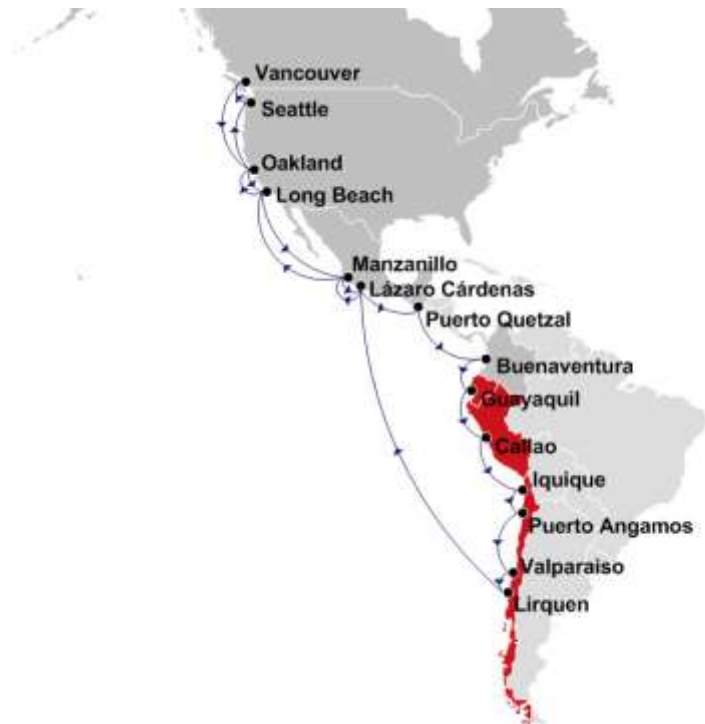 Vancouver
Seattle
Oakland
Long Beach
Manzanillo
Lázaro Cárdenas
Puerto Quetzal
Buenaventura
Guayaquil
Callao
Iquique
Puerto Angamos
Valparaiso
Lirquen